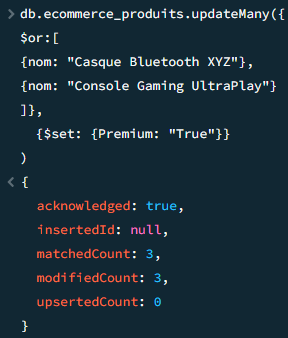 > db.ecommerce_produits.updateMany({
$or:[
{nom: "Casque Bluetooth XYZ"},
{nom: "Console Gaming UltraPlay"}
]},
{$set: {Premium: "True"}}
)
< {
acknowledged: true,
insertedId: null,
matchedCount: 3,
modifiedCount: 3,
upsertedCount: 0
}